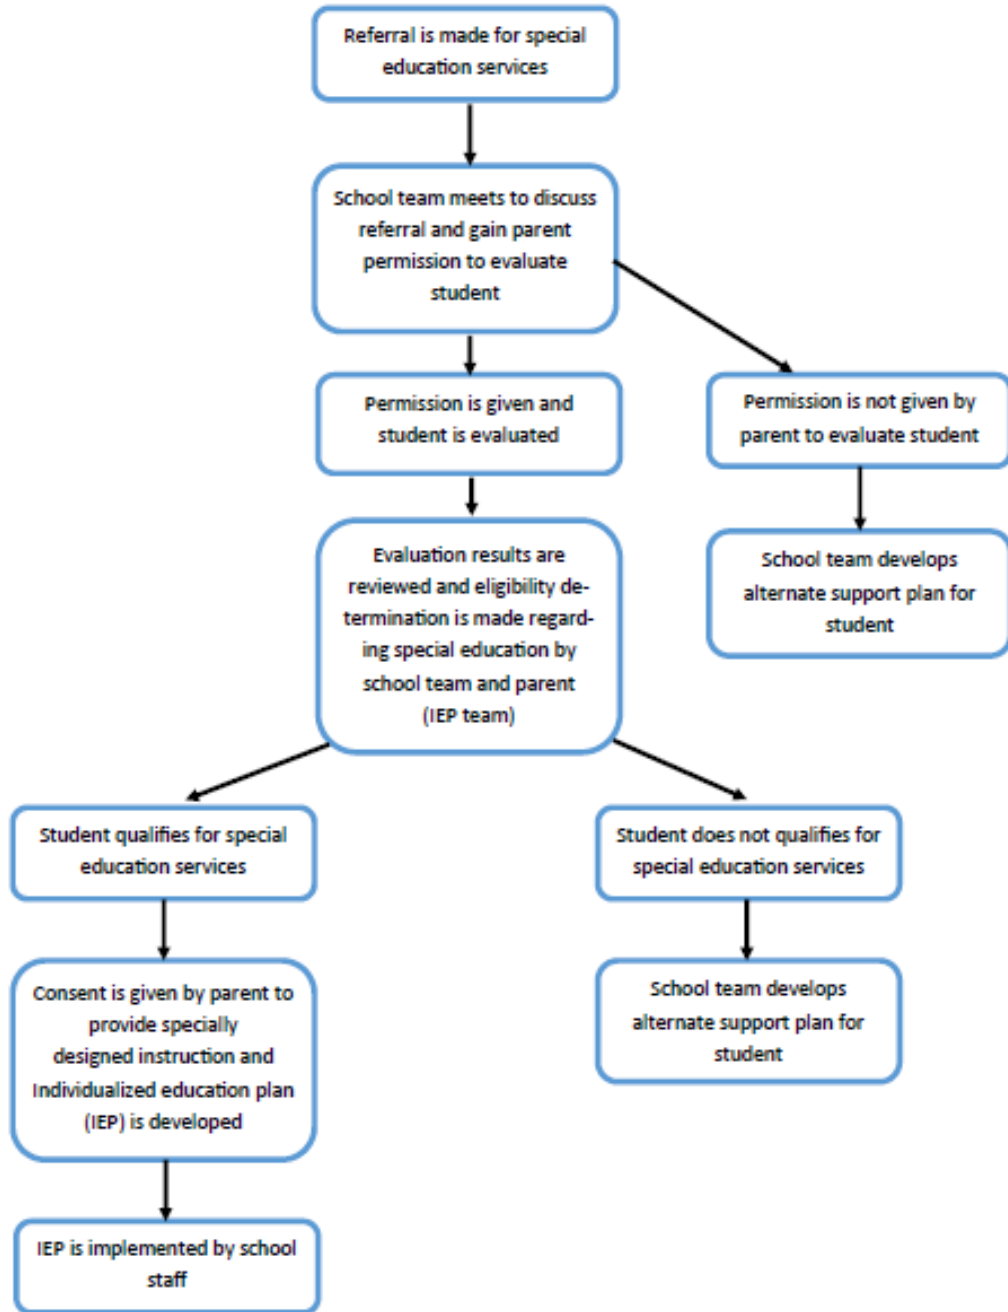 Referral is made for special
education services
School team meets to discuss
referral and gain parent
permission to evaluate
student
Permission is given and
student is evaluated
Permission is not given by
parent to evaluate student
School team develops
alternate support plan for
student
Evaluation results are
reviewed and eligibility de-
termination is made regard-
ing special education by
school team and parent
(IEP team)
Student qualifies for special
education services
Student does not qualifies for
special education services
Consent is given by parent to
provide specially
designed instruction and
Individualized education plan
(IEP) is developed
School team develops
alternate support plan for
student
IEP is implemented by school
staff